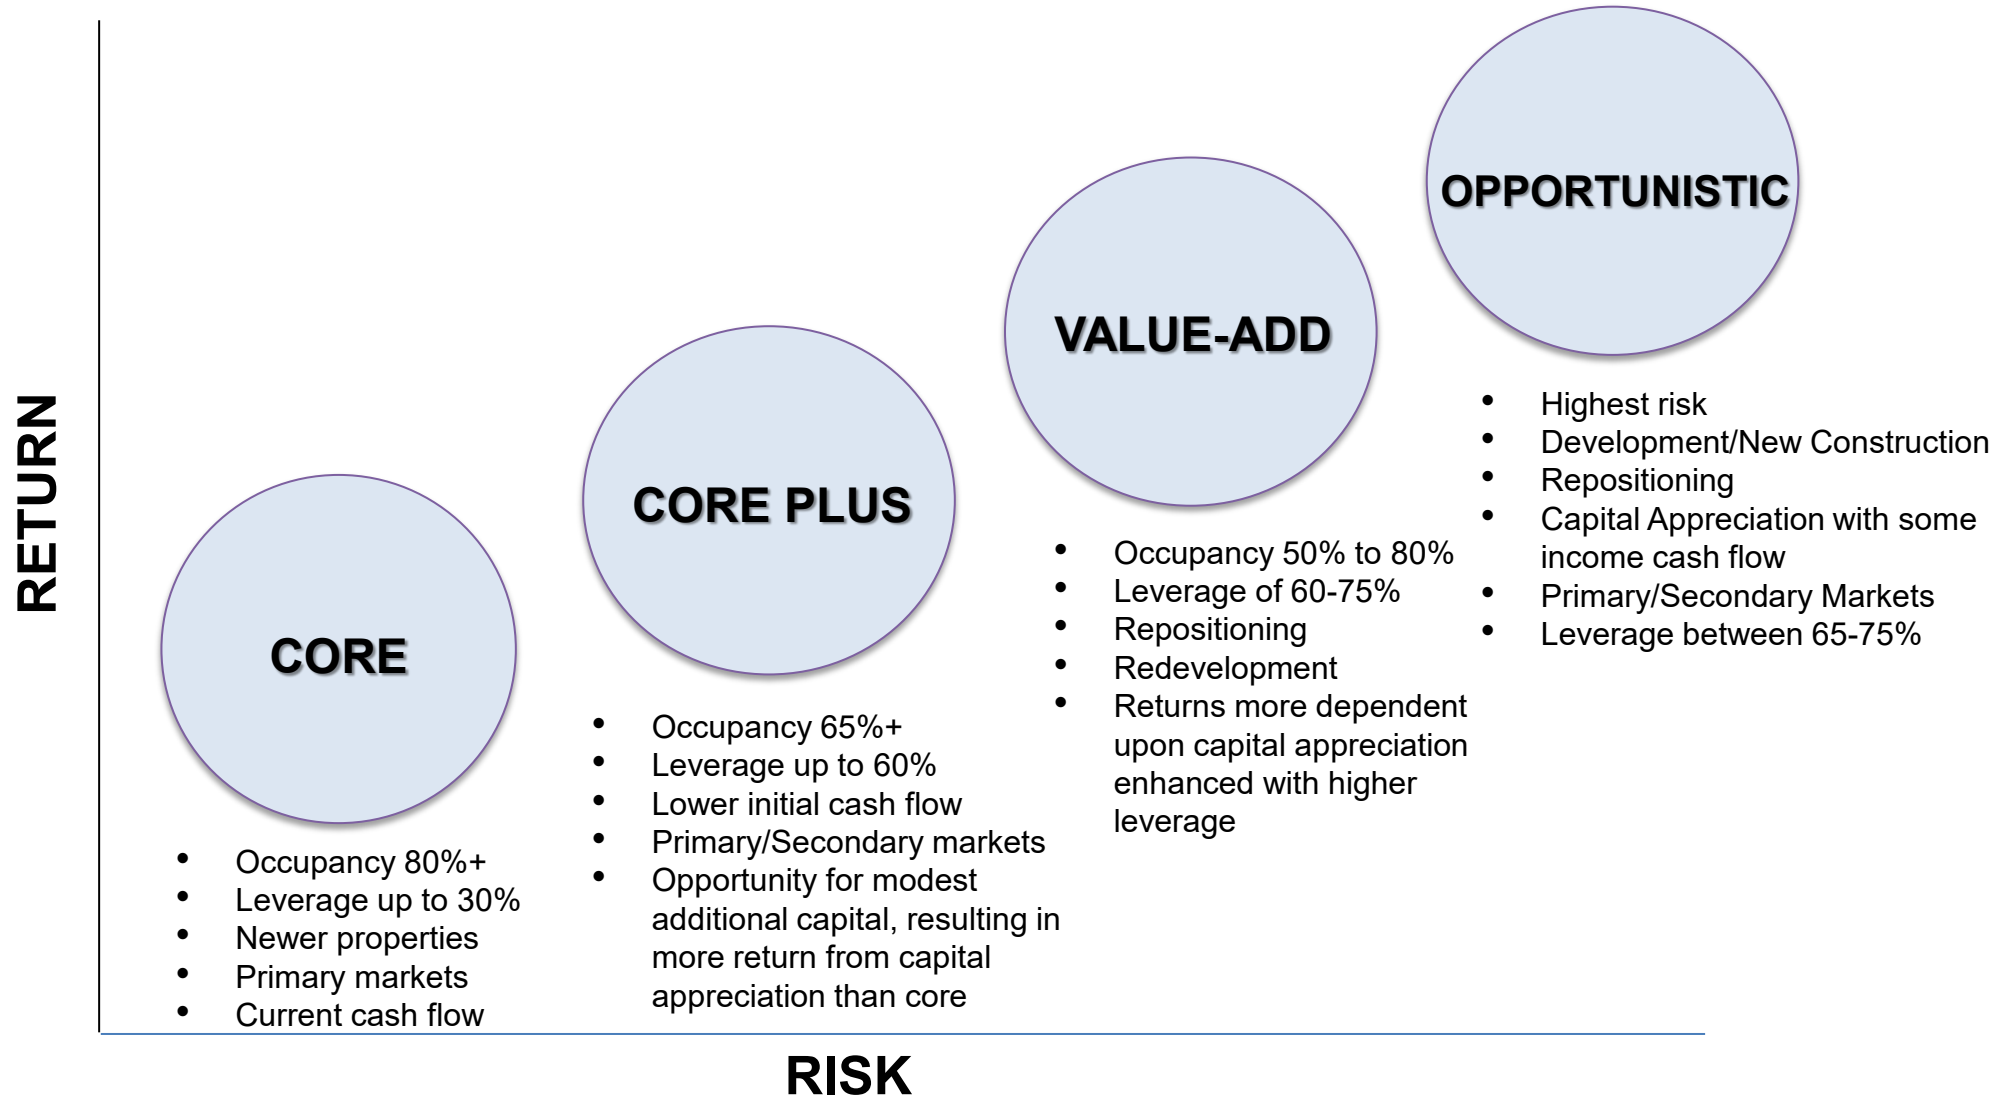 RETURN
CORE
• Occupancy 80%+
• Leverage up to 30%
• Newer properties
• Primary markets
• Current cash flow
CORE PLUS
• Occupancy 65%+
• Leverage up to 60%
• Lower initial cash flow
• Primary/Secondary markets
• Opportunity for modest
additional capital, resulting in
more return from capital
appreciation than core
VALUE-ADD
• Occupancy 50% to 80%
• Leverage of 60-75%
• Repositioning
• Redevelopment
• Returns more dependent
upon capital appreciation
enhanced with higher
leverage
OPPORTUNISTIC
• Highest risk
• Development/New Construction
• Repositioning
• Capital Appreciation with some
income cash flow
• Primary/Secondary Markets
• Leverage between 65-75%
RISK